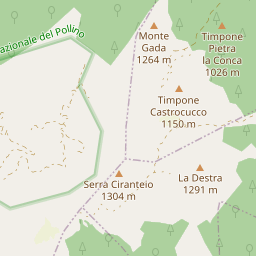 azionale del Pollino
Monte
Gada
1264 m
Timpone
Pietra
la Conca
1026 m
Timpone
Castrocucco
1150 m
Serra Ciranteio
1304 m
La Destra
1291 m